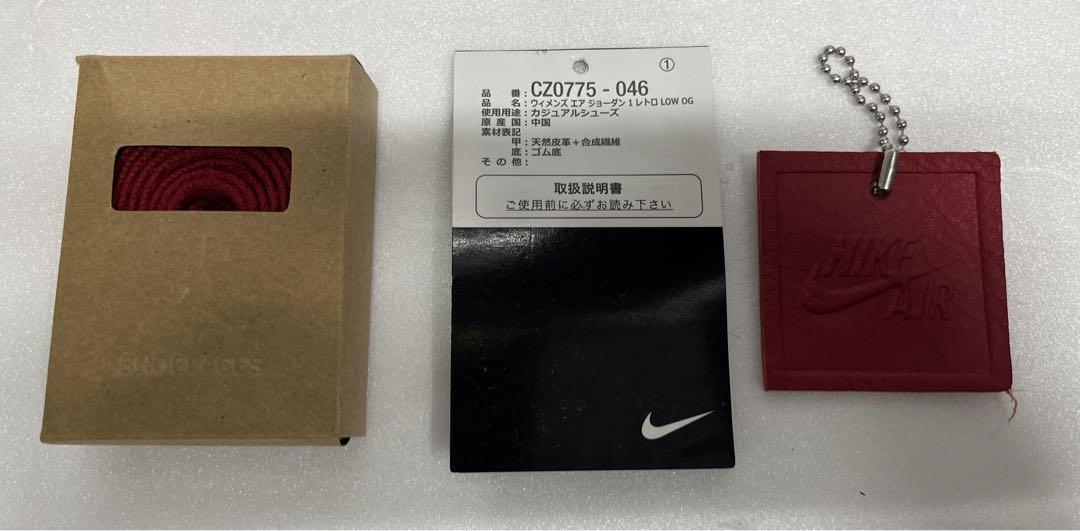 SHOELACES
①
品 番：CZ0775 - 046
品 名：ウィメンズ エア ジョーダン 1 レトロ LOW OG
使用用途：カジュアルシューズ
原 産 国：中国
素材表記
甲：天然皮革＋合成繊維
底：ゴム底
そ の 他：
取扱説明書
ご使用前に必ずお読み下さい
NIKE
AIR